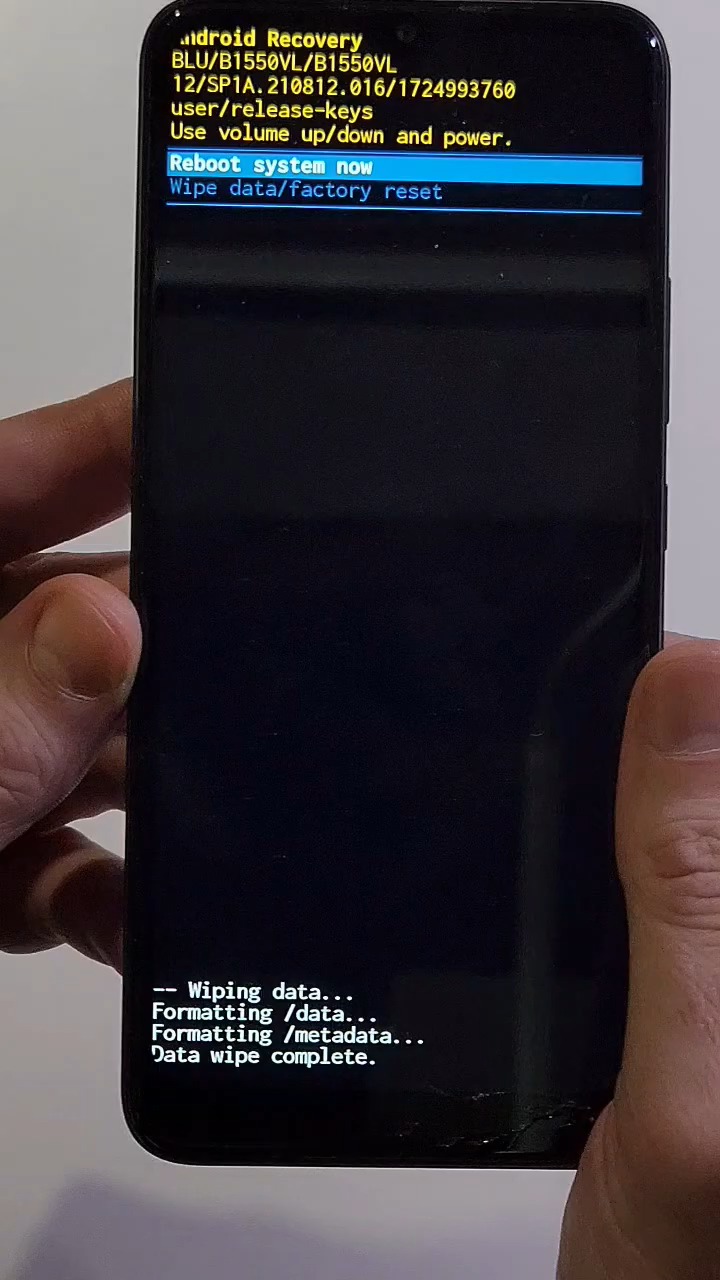 Android Recovery
BLU/B1550VL/B1550VL
12/SP1A.210812.016/1724993760
user/release-keys
Use volume up/down and power.
Reboot system now
Wipe data/factory reset
-- Wiping data...
Formatting /data...
Formatting /metadata...
Data wipe complete.